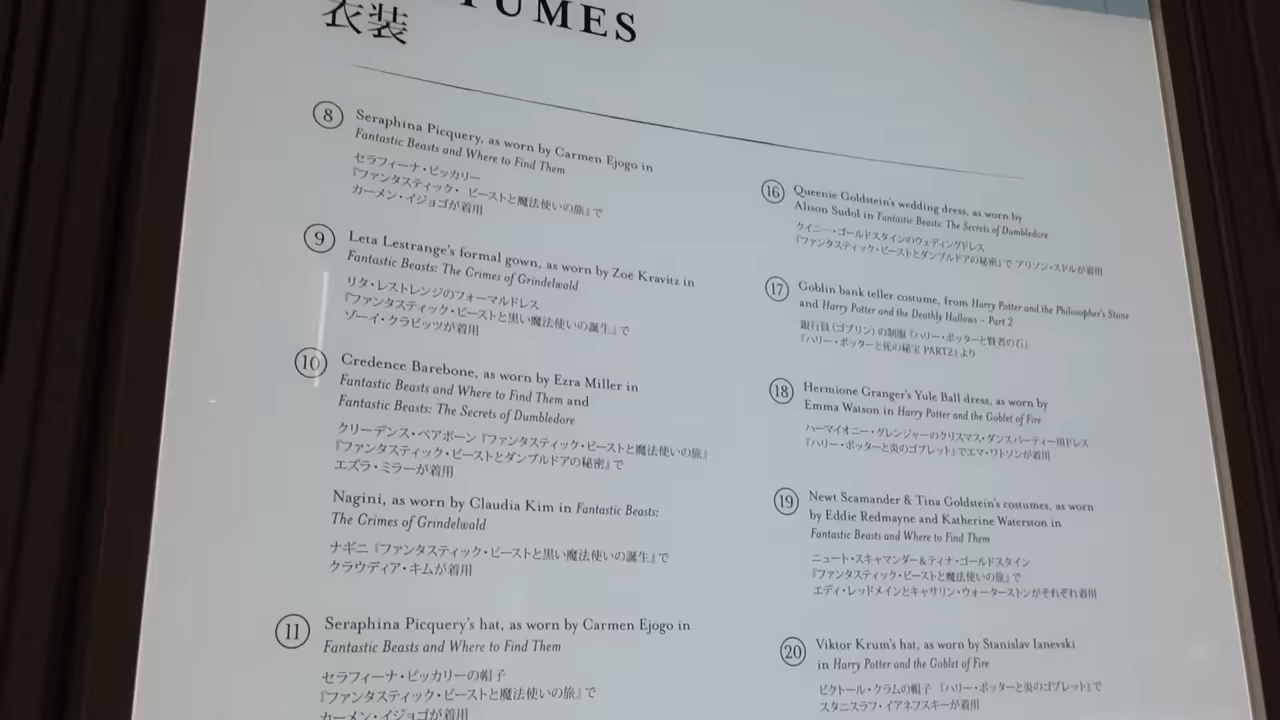 TUMES
衣装
8
Seraphina Picquery, as worn by Carmen Ejogo in
Fantastic Beasts and Where to Find Them
セラフィーナ・ピッカリー
『ファンタスティック・ ビーストと魔法使いの旅』で
カーメン・イジョゴが着用
9
Leta Lestrange's formal gown, as worn by Zoë Kravitz in
Fantastic Beasts: The Crimes of Grindelwald
リタ・レストレンジのフォーマルドレス
『ファンタスティック・ビーストと黒い魔法使いの誕生』で
ゾーイ・クラビッツが着用
10
Credence Barebone, as worn by Ezra Miller in
Fantastic Beasts and Where to Find Them and
Fantastic Beasts: The Secrets of Dumbledore
クリーデンス・ベアボーン『ファンタスティック・ビーストと魔法使いの旅』
『ファンタスティック・ビーストとダンブルドアの秘密』で
エズラ・ミラーが着用
Nagini, as worn by Claudia Kim in Fantastic Beasts:
The Crimes of Grindelwald
ナギニ『ファンタスティック・ビーストと黒い魔法使いの誕生』で
クラウディア・キムが着用
11
Seraphina Picquery's hat, as worn by Carmen Ejogo in
Fantastic Beasts and Where to Find Them
セラフィーナ・ピッカリーの帽子
『ファンタスティック・ビーストと魔法使いの旅』で
カーメン・イジョゴが着用
16
Queenie Goldstein's wedding dress, as worn by
Alison Sudol in Fantastic Beasts: The Secrets of Dumbledore
クイニー・ゴールドスタインのウェディングドレス
『ファンタスティック・ビーストとダンブルドアの秘密』で アリソン・スドルが着用
17
Goblin bank teller costume, from Harry Potter and the Philosopher's Stone
and Harry Potter and the Deathly Hallows – Part 2
銀行員（ゴブリン）の制服『ハリー・ポッターと賢者の石』
『ハリー・ポッターと死の秘宝 PART2』より
18
Hermione Granger's Yule Ball dress, as worn by
Emma Watson in Harry Potter and the Goblet of Fire
ハーマイオニー・グレンジャーのクリスマス・ダンスパーティー用ドレス
『ハリー・ポッターと炎のゴブレット』でエマ・ワトソンが着用
19
Newt Scamander & Tina Goldstein's costumes, as worn
by Eddie Redmayne and Katherine Waterston in
Fantastic Beasts and Where to Find Them
ニュート・スキャマンダー＆ティナ・ゴールドスタイン
『ファンタスティック・ビーストと魔法使いの旅』で
エディ・レッドメインとキャサリン・ウォーターストンがそれぞれ着用
20
Viktor Krum's hat, as worn by Stanislav Ianevski
in Harry Potter and the Goblet of Fire
ビクトール・クラムの帽子 『ハリー・ポッターと炎のゴブレット』で
スタニスラフ・イアネフスキーが着用